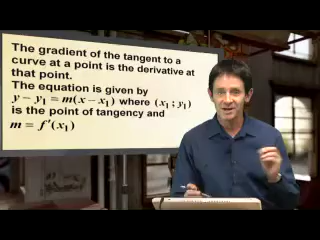 The gradient of the tangent to a
curve at a point is the derivative at
that point.
The equation is given by
y − y₁ = m(x − x₁) where (x₁ ; y₁)
is the point of tangency and
m = f′(x₁)